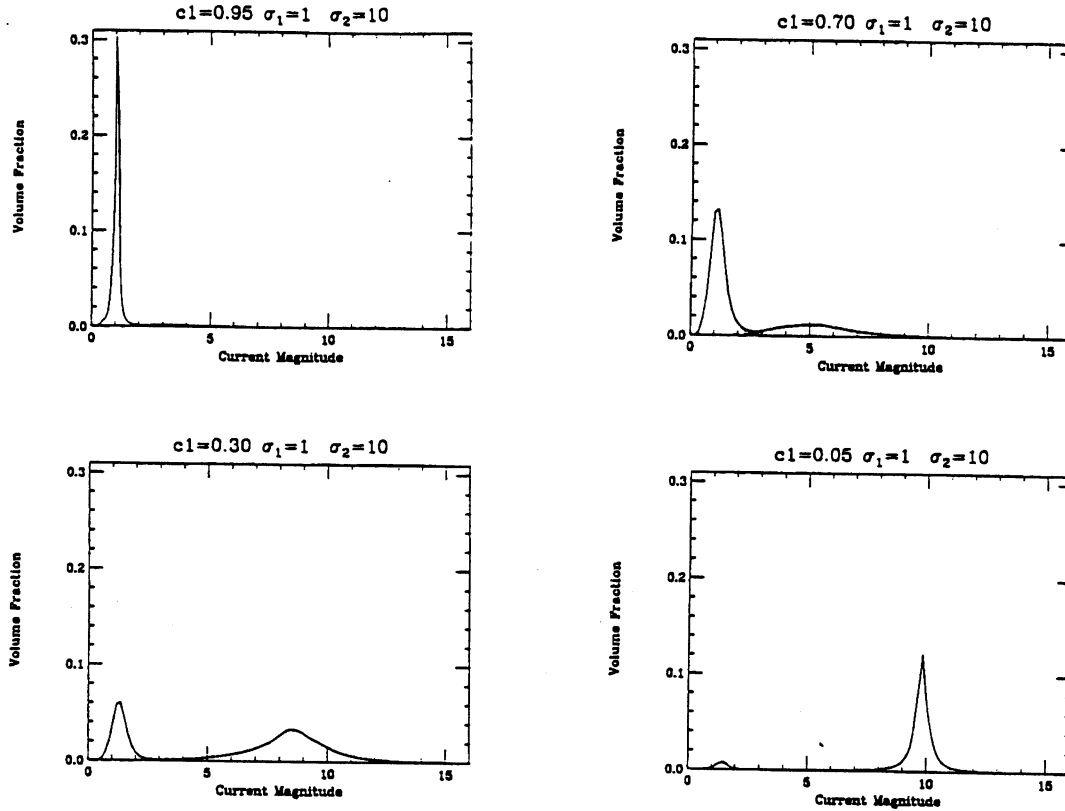 c1=0.95 σ₁=1 σ₂=10
0.3
0.2
0.1
0.0
Volume Fraction
0 5 10 15
Current Magnitude
c1=0.70 σ₁=1 σ₂=10
0.3
0.2
0.1
0.0
Volume Fraction
0 5 10 15
Current Magnitude
c1=0.30 σ₁=1 σ₂=10
0.3
0.2
0.1
0.0
Volume Fraction
0 5 10 15
Current Magnitude
c1=0.05 σ₁=1 σ₂=10
0.3
0.2
0.1
0.0
Volume Fraction
0 5 10 15
Current Magnitude